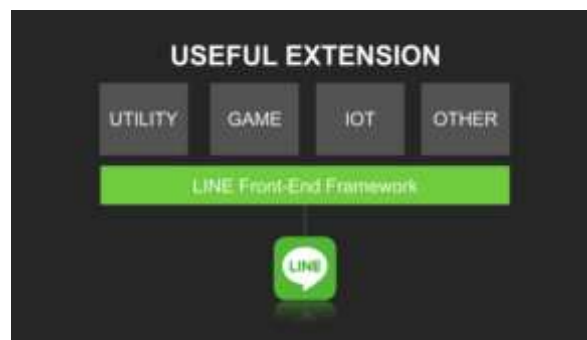 USEFUL EXTENSION
UTILITY GAME IOT OTHER
LINE Front-End Framework
LINE